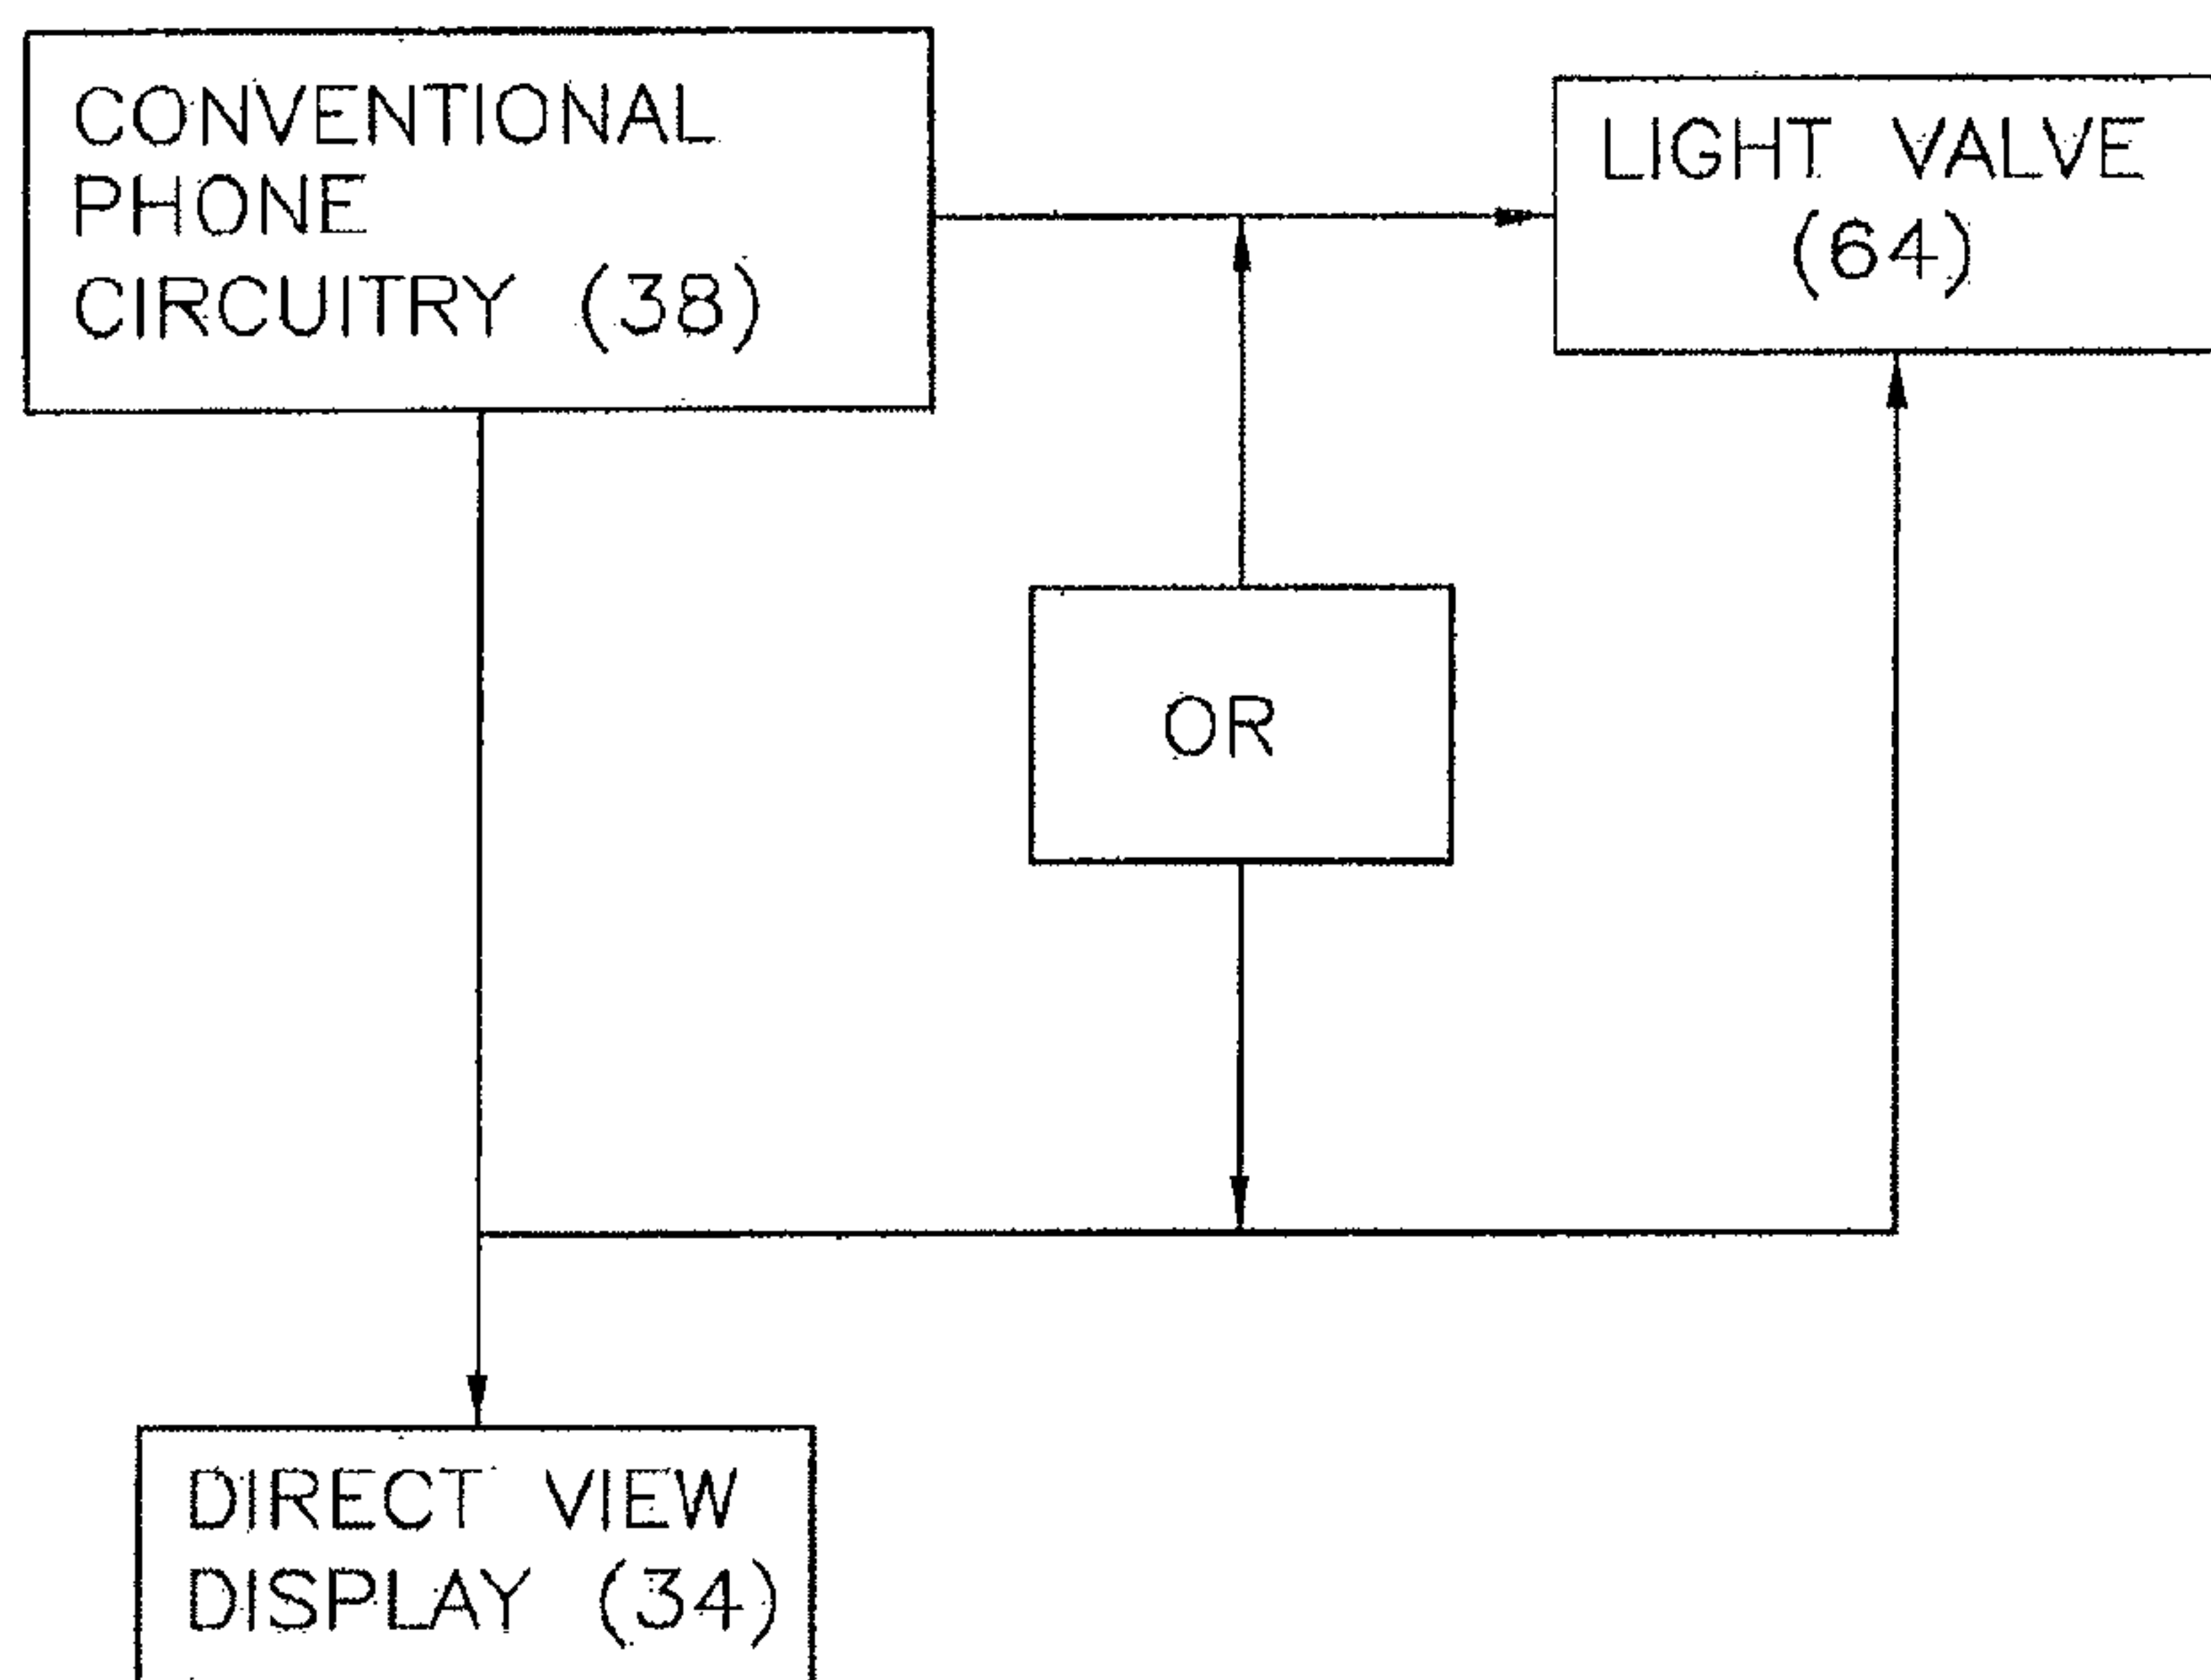 CONVENTIONAL
PHONE
CIRCUITRY (38)
LIGHT VALVE
(64)
OR
DIRECT VIEW
DISPLAY (34)